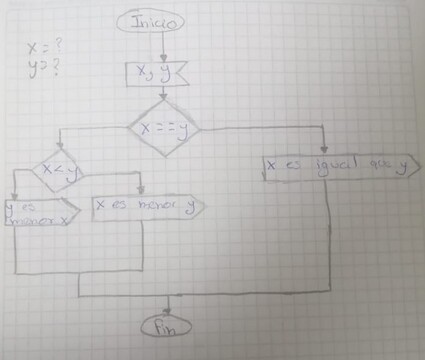 Inicio
x = ?
y = ?
x, y
x == y
x < y
x es igual que y
y es
menor x
x es menor y
Fin